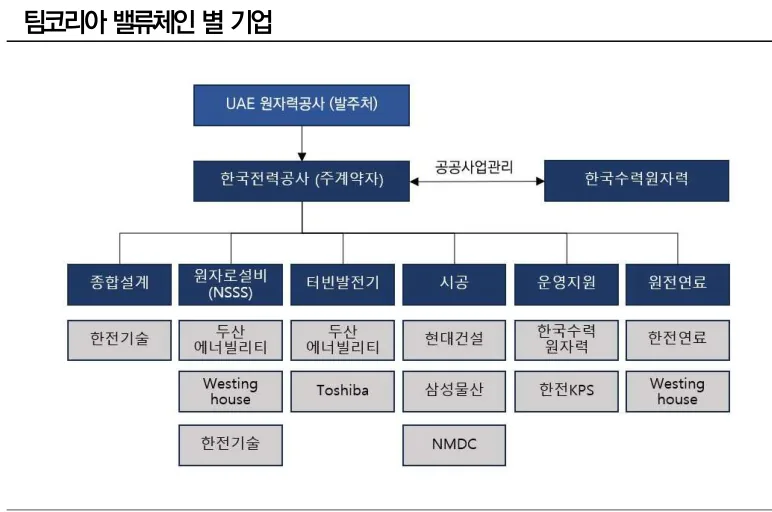 팀코리아 밸류체인 별 기업
UAE 원자력공사 (발주처)
한국전력공사 (주계약자)
공공사업관리
한국수력원자력
종합설계
원자로설비
(NSSS)
터빈발전기
시공
운영지원
원전연료
한전기술
두산
에너빌리티
두산
에너빌리티
현대건설
한국수력
원자력
한전연료
Westing
house
Toshiba
삼성물산
한전KPS
Westing
house
한전기술
NMDC